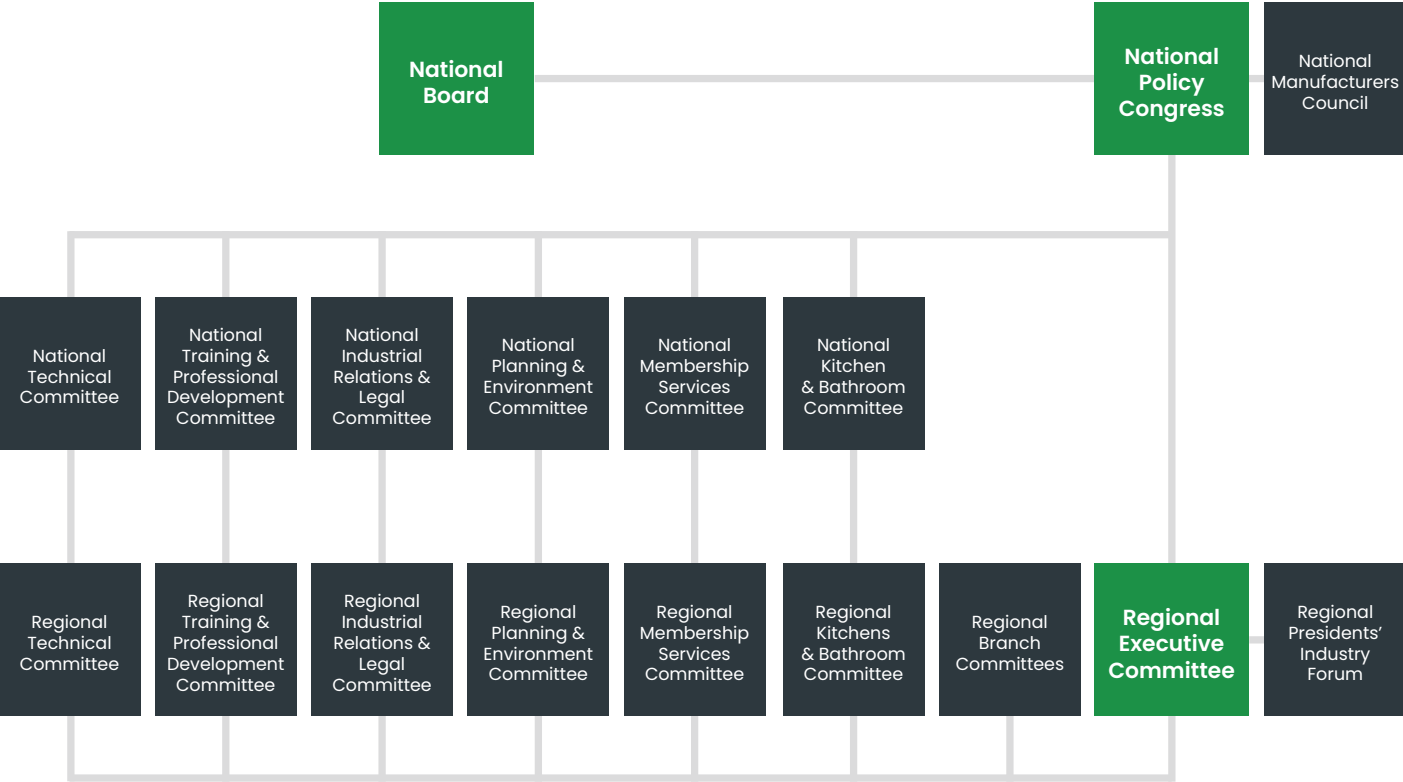 National
Board
National
Policy
Congress
National
Manufacturers
Council
National
Technical
Committee
National
Training &
Professional
Development
Committee
National
Industrial
Relations &
Legal
Committee
National
Planning &
Environment
Committee
National
Membership
Services
Committee
National
Kitchen
& Bathroom
Committee
Regional
Technical
Committee
Regional
Training &
Professional
Development
Committee
Regional
Industrial
Relations &
Legal
Committee
Regional
Planning &
Environment
Committee
Regional
Membership
Services
Committee
Regional
Kitchens
& Bathroom
Committee
Regional
Branch
Committees
Regional
Executive
Committee
Regional
Presidents’
Industry
Forum